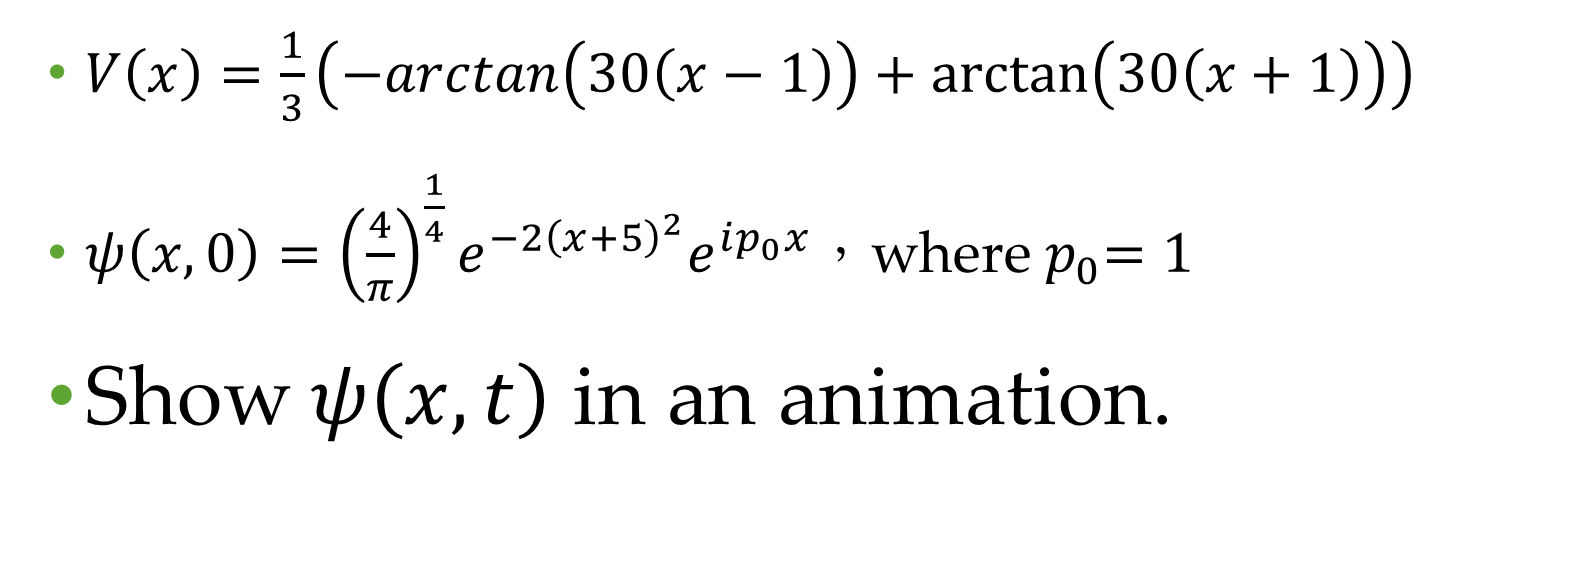 • V(x) = 1/3 (−arctan(30(x − 1)) + arctan(30(x + 1)))
• ψ(x, 0) = (4/π)^(1/4) e^(−2(x+5)²) e^(ip₀x) ，where p₀= 1
• Show ψ(x, t) in an animation.